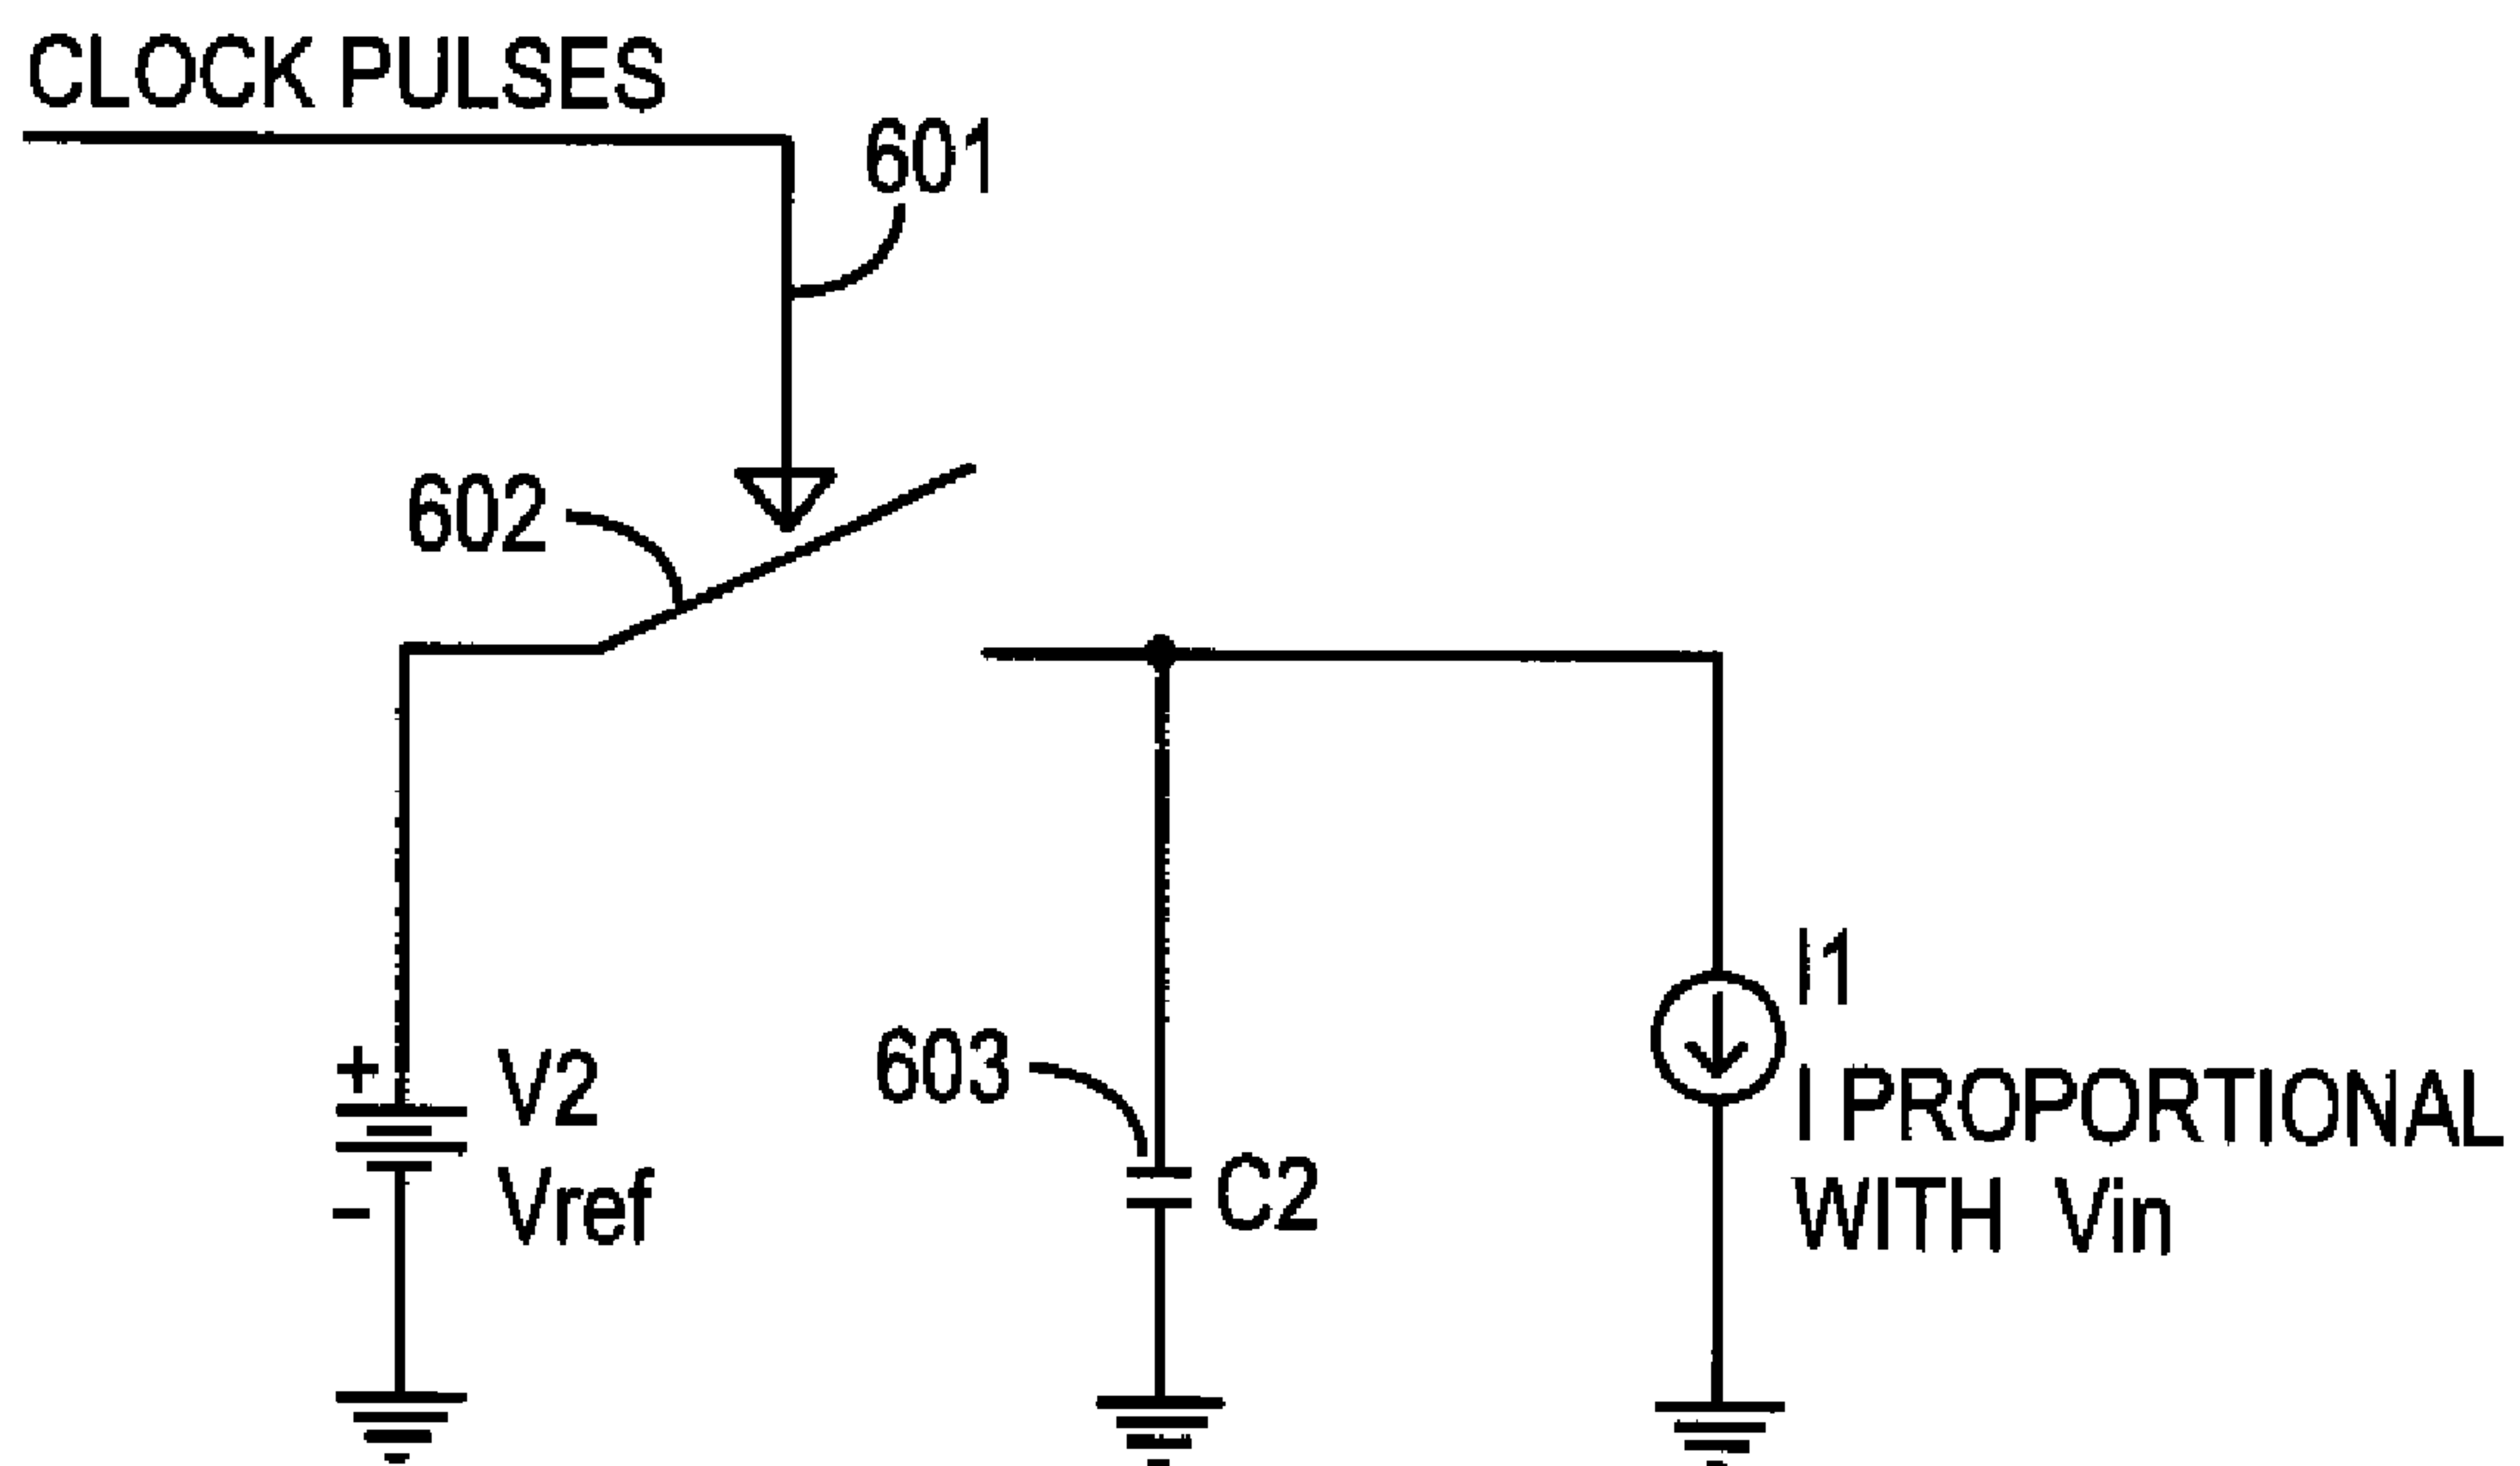 CLOCK PULSES
601
602
I1
+
V2
603
I PROPORTIONAL
Vref
C2
WITH Vin
−